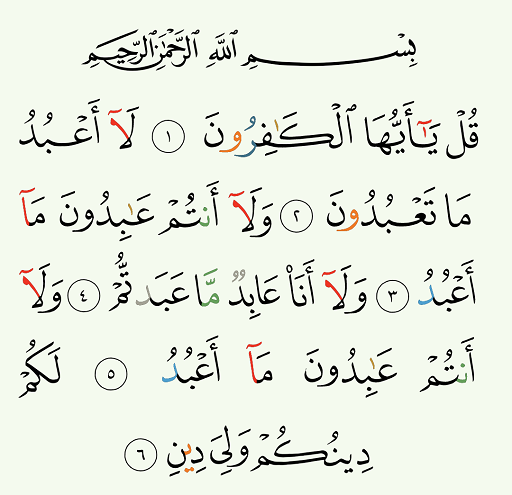 بِسْمِ ٱللَّهِ ٱلرَّحْمَـٰنِ ٱلرَّحِيمِ
قُلْ يَـٰٓأَيُّهَا ٱلْكَـٰفِرُونَ ١ لَآ أَعْبُدُ
مَا تَعْبُدُونَ ٢ وَلَآ أَنتُمْ عَـٰبِدُونَ مَآ
أَعْبُدُ ٣ وَلَآ أَنَا۠ عَابِدٌ مَّا عَبَدتُّمْ ٤ وَلَآ
أَنتُمْ عَـٰبِدُونَ مَآ أَعْبُدُ ٥ لَكُمْ
دِينُكُمْ وَلِىَ دِينِ ٦